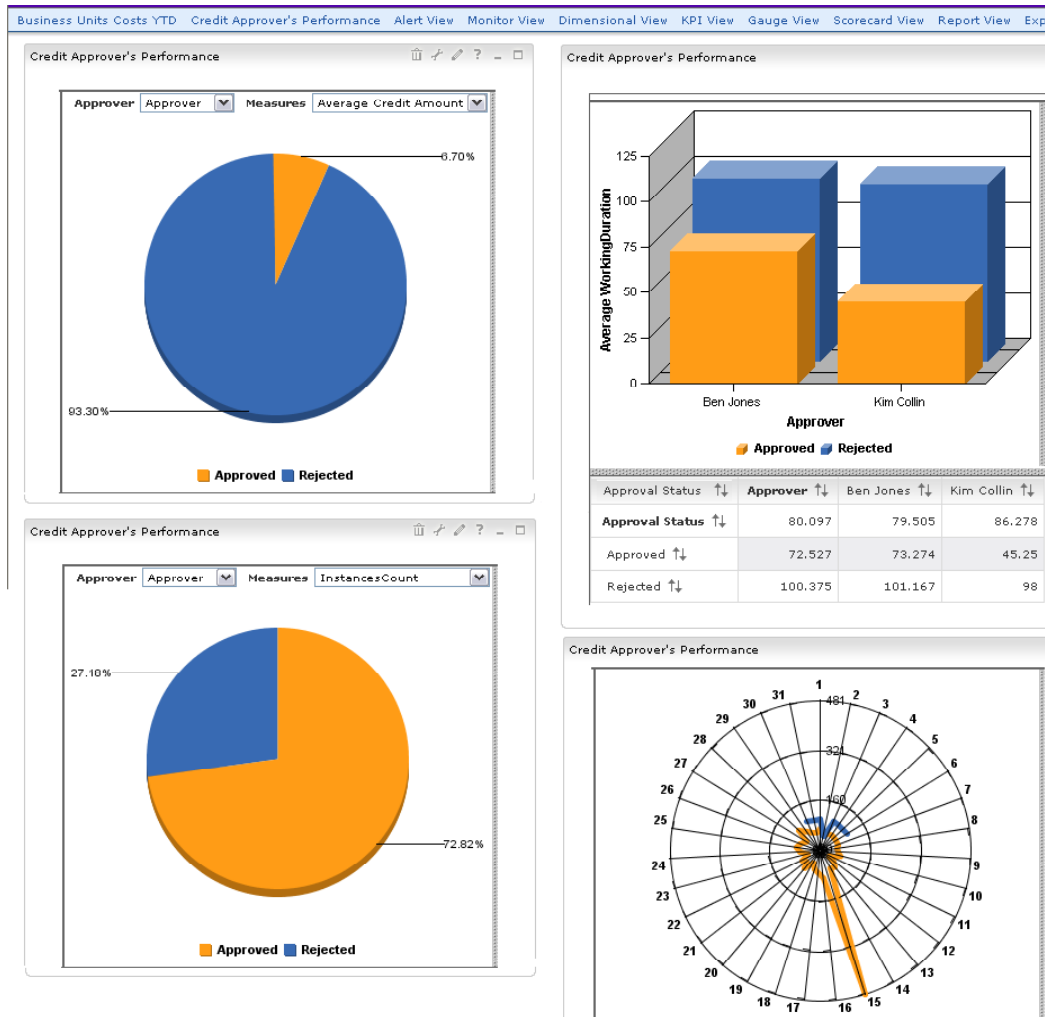 Business Units Costs YTD Credit Approver's Performance Alert View Monitor View Dimensional View KPI View Gauge View Scorecard View Report View Exp
Credit Approver's Performance
Approver Approver Measures Average Credit Amount
6.70%
93.30%
Approved Rejected
Credit Approver's Performance
Approver Approver Measures InstancesCount
27.18%
72.82%
Approved Rejected
Credit Approver's Performance
125
100
75
50
25
0
Average WorkingDuration
Ben Jones Kim Collin
Approver
Approved Rejected
Approval Status Approver Ben Jones Kim Collin
Approval Status 80.097 79.505 86.278
Approved 72.527 73.274 45.25
Rejected 100.375 101.167 98
Credit Approver's Performance
1
2
3
4
5
6
7
8
9
10
11
12
13
14
15
16
17
18
19
20
21
22
23
24
25
26
27
28
29
30
31
481
321
160